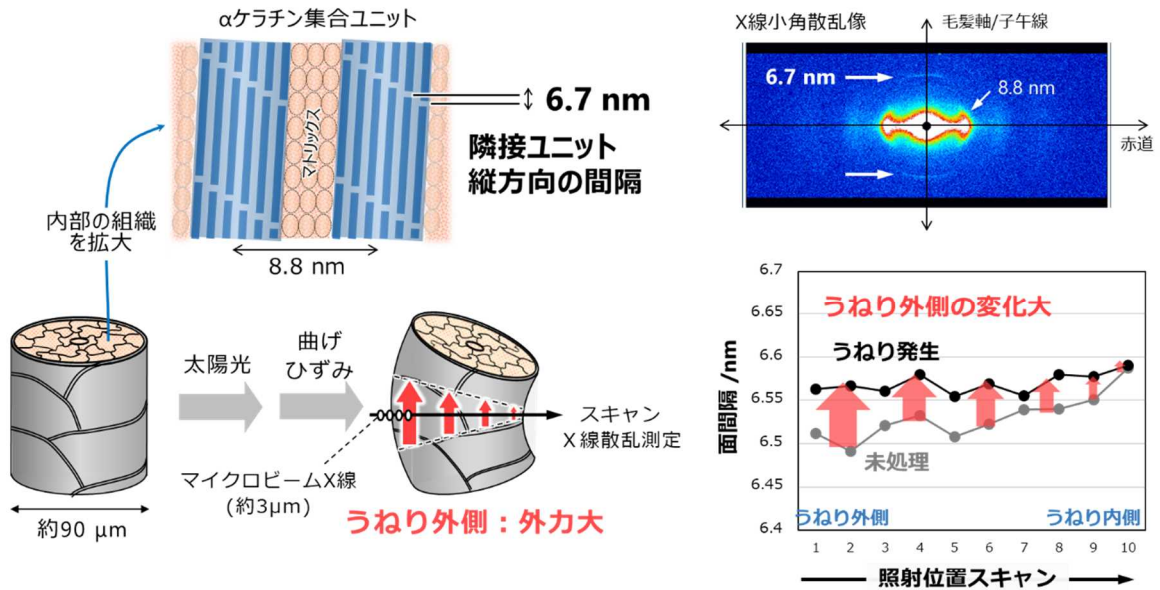 αケラチン集合ユニット
マトリックス
6.7 nm
隣接ユニット
縦方向の間隔
8.8 nm
内部の組織
を拡大
約90 μm
太陽光
曲げ
ひずみ
スキャン
X線散乱測定
マイクロビームX線
(約3μm)
うねり外側：外力大
X線小角散乱像
毛髪軸/子午線
6.7 nm
8.8 nm
赤道
面間隔 /nm
6.7
6.65
6.6
6.55
6.5
6.45
6.4
うねり外側の変化大
うねり発生
未処理
うねり外側
うねり内側
1 2 3 4 5 6 7 8 9 10
照射位置スキャン